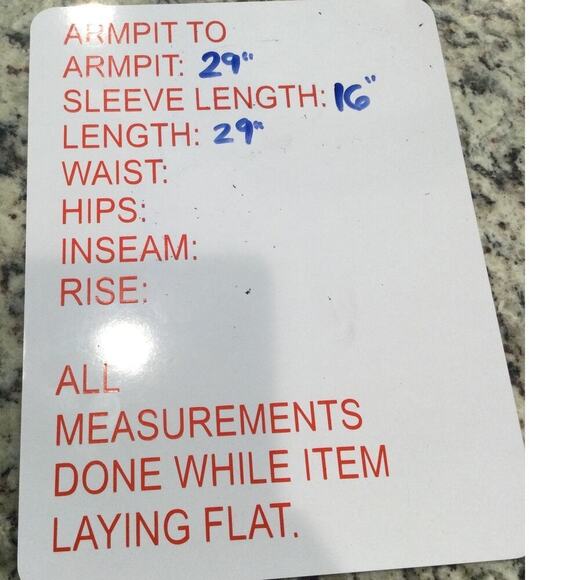 ARMPIT TO
ARMPIT: 29"
SLEEVE LENGTH: 16"
LENGTH: 29"
WAIST:
HIPS:
INSEAM:
RISE:
ALL
MEASUREMENTS
DONE WHILE ITEM
LAYING FLAT.